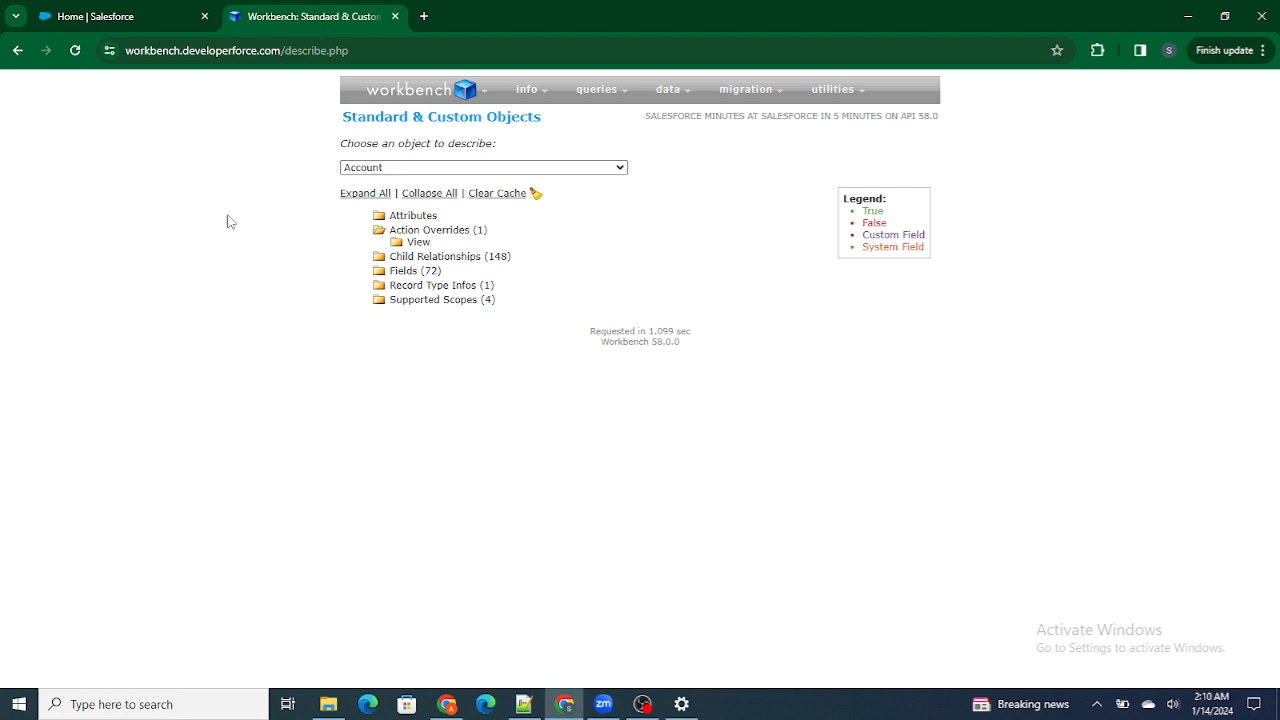 Home | Salesforce
Workbench: Standard & Custon
workbench.developerforce.com/describe.php
S
Finish update
workbench
info
queries
data
migration
utilities
Standard & Custom Objects
SALESFORCE MINUTES AT SALESFORCE IN 5 MINUTES ON API 58.0
Choose an object to describe:
Account
Expand All | Collapse All | Clear Cache
Legend:
True
False
Custom Field
System Field
Attributes
Action Overrides (1)
View
Child Relationships (148)
Fields (72)
Record Type Infos (1)
Supported Scopes (4)
Requested in 1.099 sec
Workbench 58.0.0
Activate Windows
Go to Settings to activate Windows.
Type here to search
zm
Breaking news
2:10 AM
1/14/2024